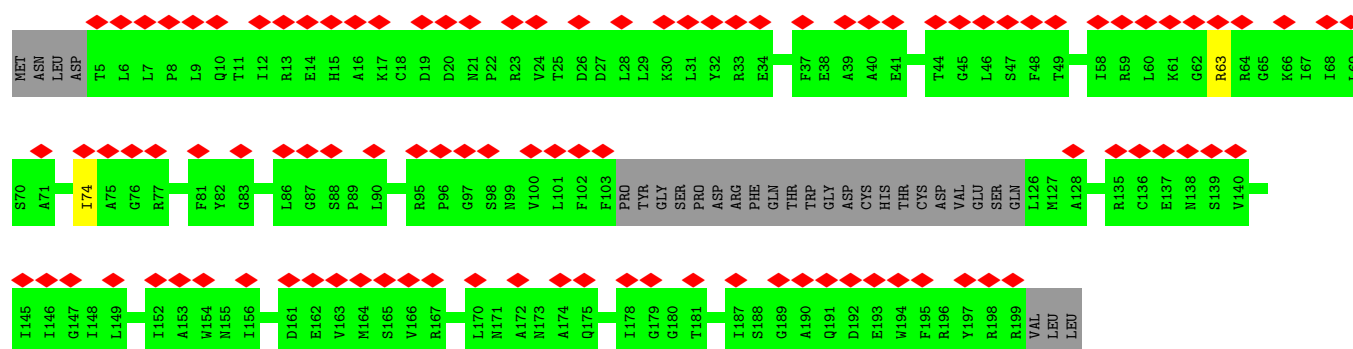 MET ASN LEU ASP T5 L6 L7 P8 L9 Q10 T11 I12 R13 E14 H15 A16 K17 C18 D19 D20 N21 P22 R23 V24 T25 D26 D27 L28 L29 K30 L31 Y32 R33 E34 F37 E38 A39 A40 E41 T44 G45 L46 S47 F48 T49 I58 R59 L60 K61 G62 R63 R64 G65 K66 I67 I68 L69
S70 A71 I74 A75 G76 R77 F81 Y82 G83 L86 G87 S88 P89 L90 R95 P96 G97 S98 N99 V100 L101 F102 F103 PRO TYR GLY SER PRO ASP ARG PHE GLN THR TRP GLY ASP CYS HIS THR CYS ASP VAL GLU SER GLN L126 M127 A128 R135 C136 E137 N138 S139 V140
I145 I146 G147 I148 L149 I152 A153 W154 N155 I156 D161 E162 V163 M164 S165 V166 R167 L170 N171 A172 N173 A174 Q175 I178 G179 G180 T181 I187 S188 G189 A190 Q191 D192 E193 W194 F195 R196 Y197 R198 R199 VAL LEU LEU